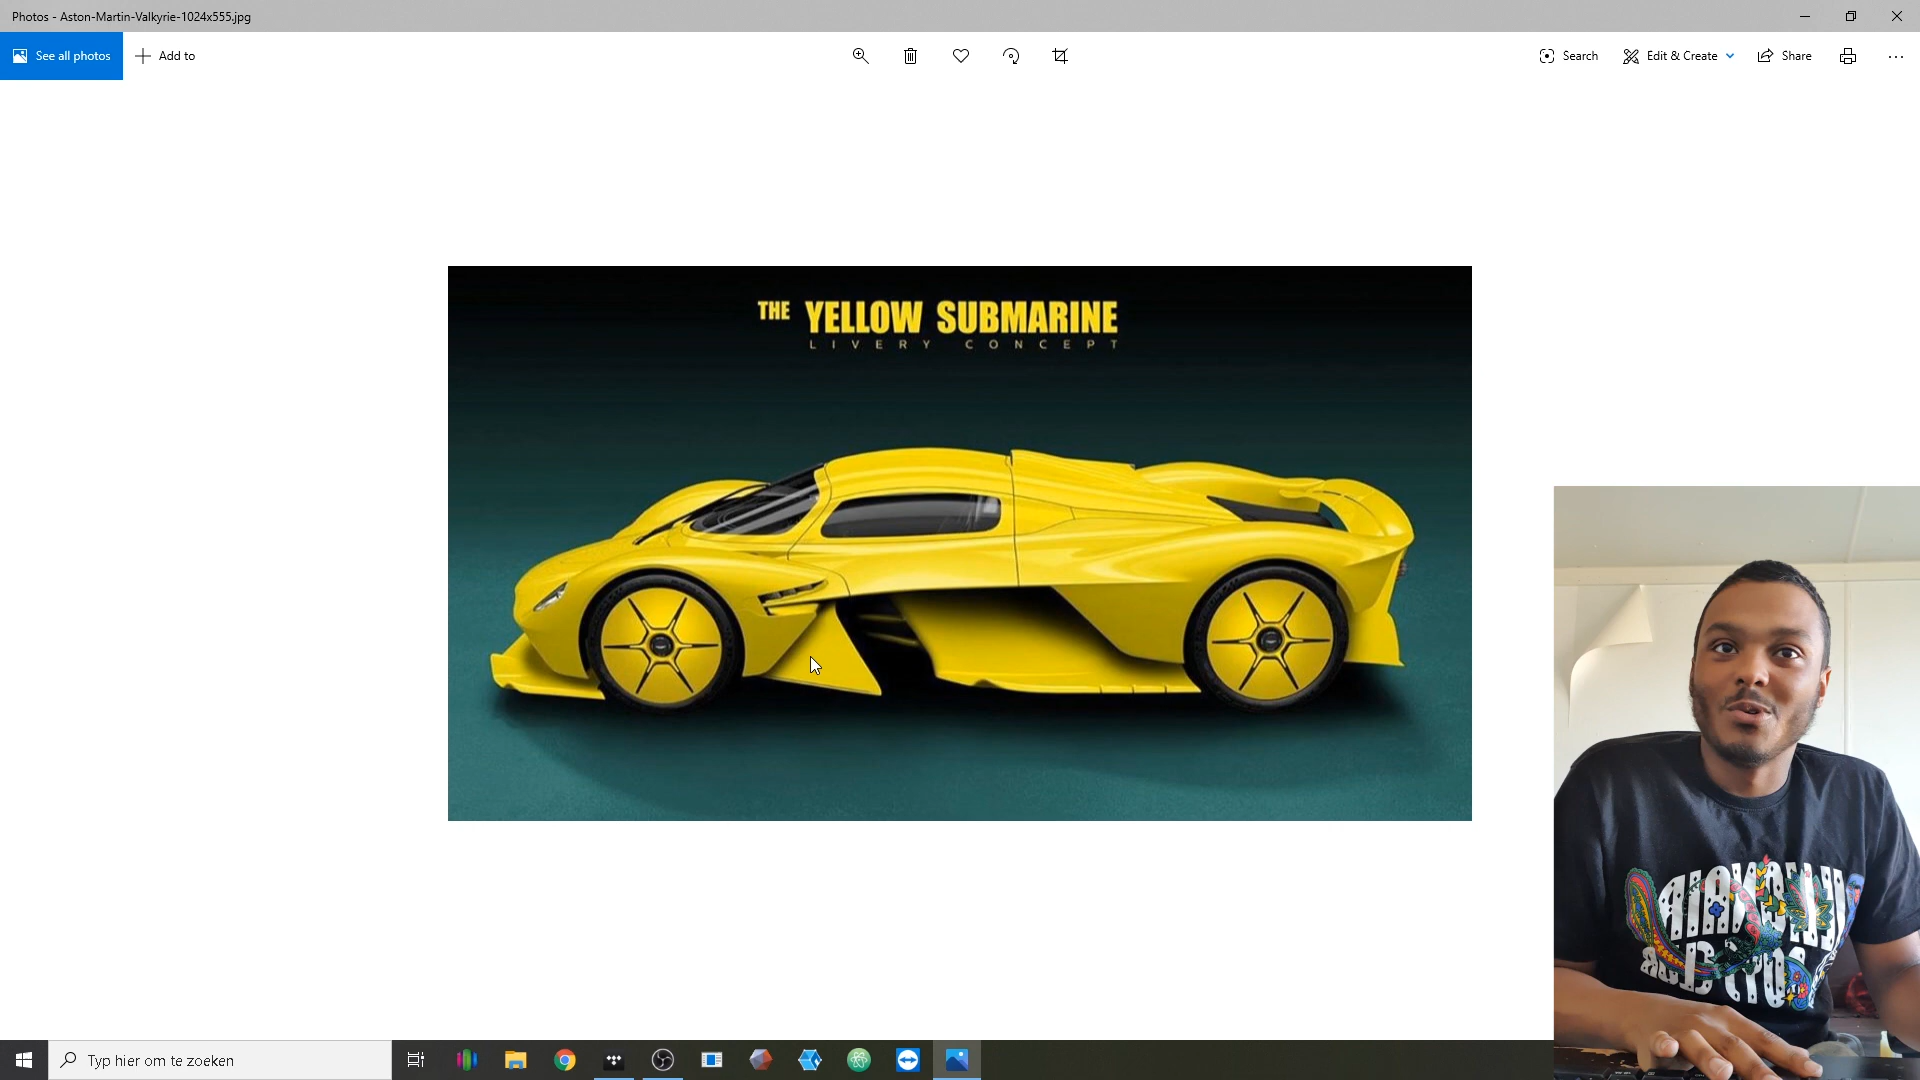 Photos - Aston-Martin-Valkyrie-1024x555.jpg
See all photos
Add to
Search
Edit & Create
Share
THE YELLOW SUBMARINE
LIVERY CONCEPT
Typ hier om te zoeken